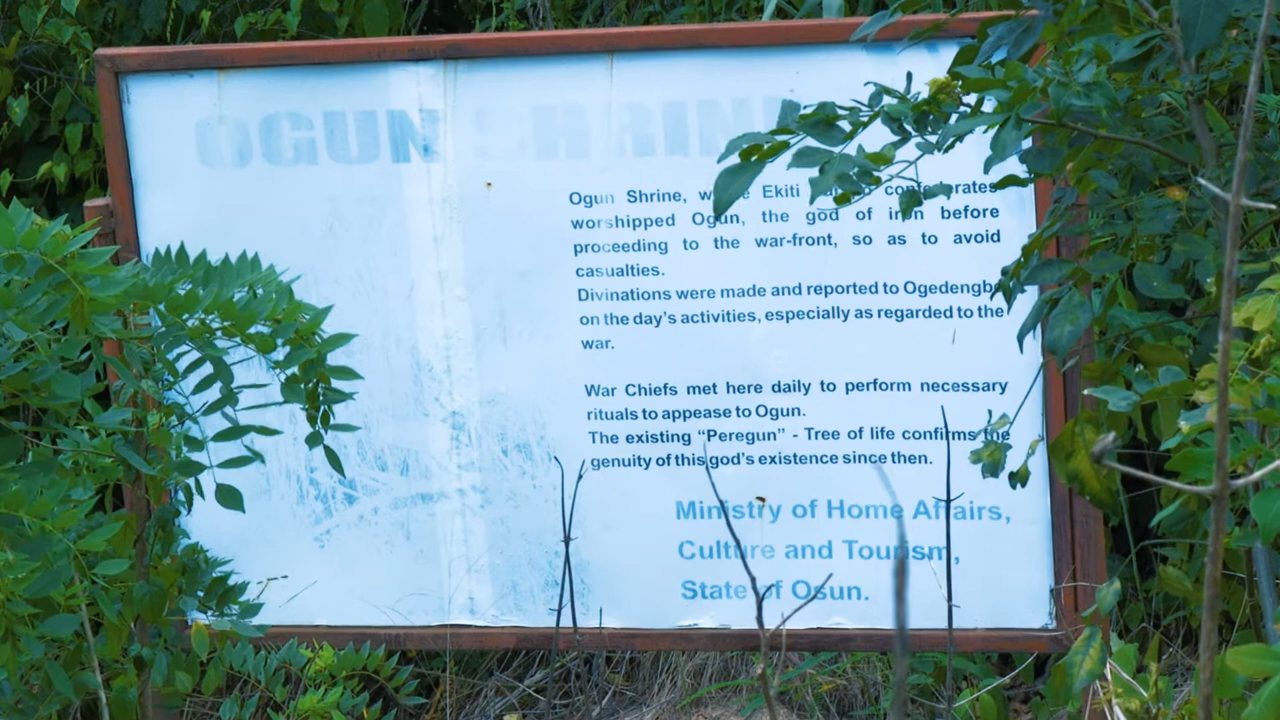 OGUN SHRINE
Ogun Shrine, where Ekiti confederates
worshipped Ogun, the god of iron before
proceeding to the war-front, so as to avoid
casualties.
Divinations were made and reported to Ogedengbe
on the day's activities, especially as regarded to the
war.
War Chiefs met here daily to perform necessary
rituals to appease to Ogun.
The existing “Peregun” - Tree of life confirms the
genuity of this god's existence since then.
Ministry of Home Affairs,
Culture and Tourism,
State of Osun.